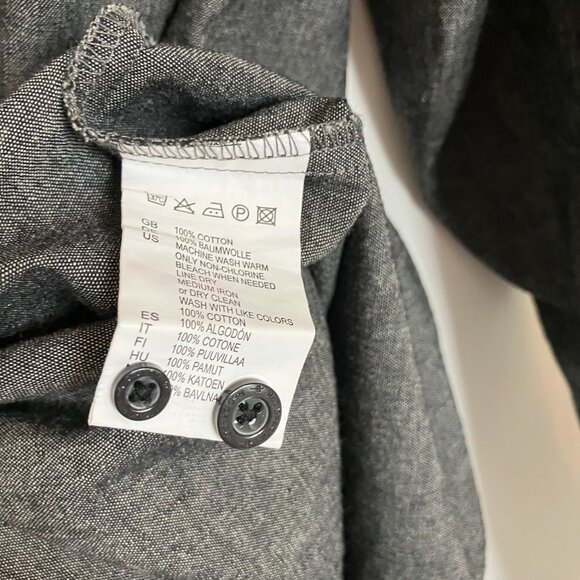 30°C P
GB 100% COTTON
US 100% BAUMWOLLE
MACHINE WASH WARM
ONLY NON-CHLORINE
BLEACH WHEN NEEDED
LINE DRY
MEDIUM IRON
or DRY CLEAN
WASH WITH LIKE COLORS
ES 100% COTTON
IT 100% ALGODÓN
FI 100% COTONE
HU 100% PUUVILLAA
100% PAMUT
100% KATOEN
BAVLNA